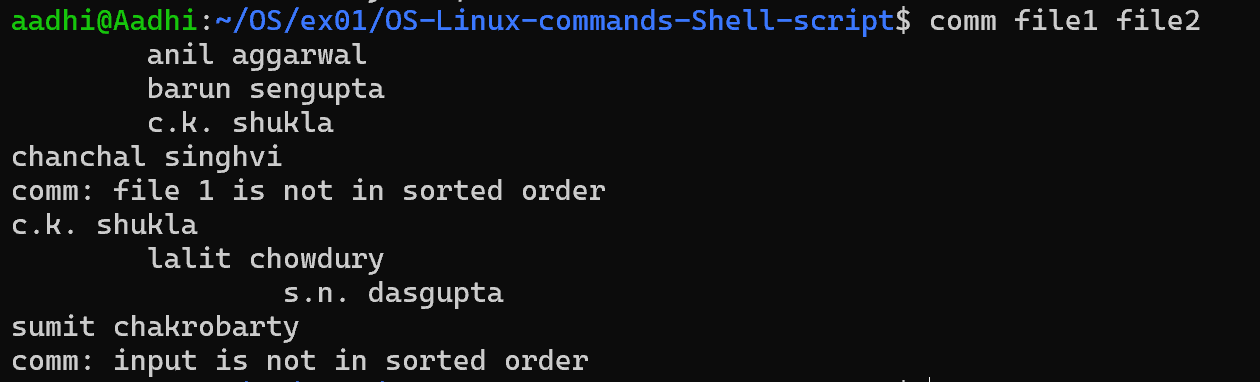 aadhi@Aadhi:~/OS/ex01/OS-Linux-commands-Shell-script$ comm file1 file2
        anil aggarwal
        barun sengupta
        c.k. shukla
chanchal singhvi
comm: file 1 is not in sorted order
c.k. shukla
        lalit chowdury
                s.n. dasgupta
sumit chakrobarty
comm: input is not in sorted order